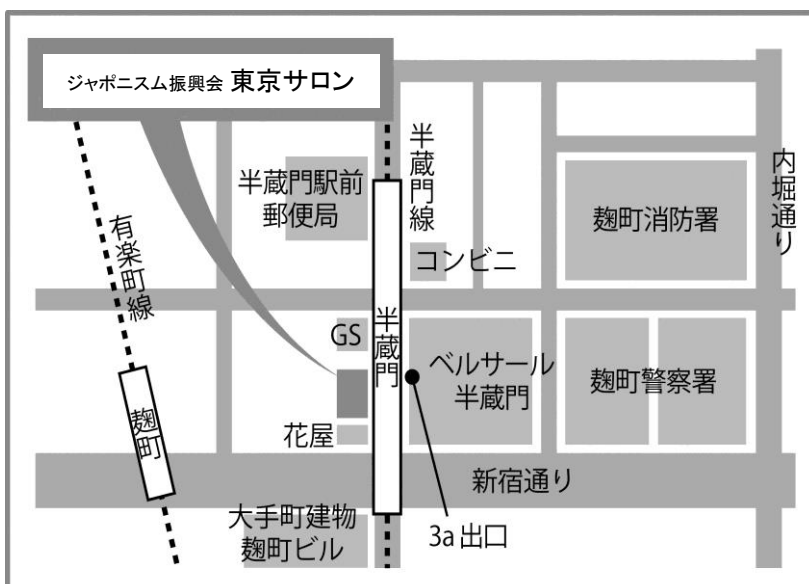 ジャポニスム振興会 東京サロン
半蔵門線
内堀通り
半蔵門駅前
郵便局
麹町消防署
有楽町線
コンビニ
GS
半蔵門
ベルサール
半蔵門
麹町警察署
麹町
花屋
新宿通り
大手町建物
麹町ビル
3a出口